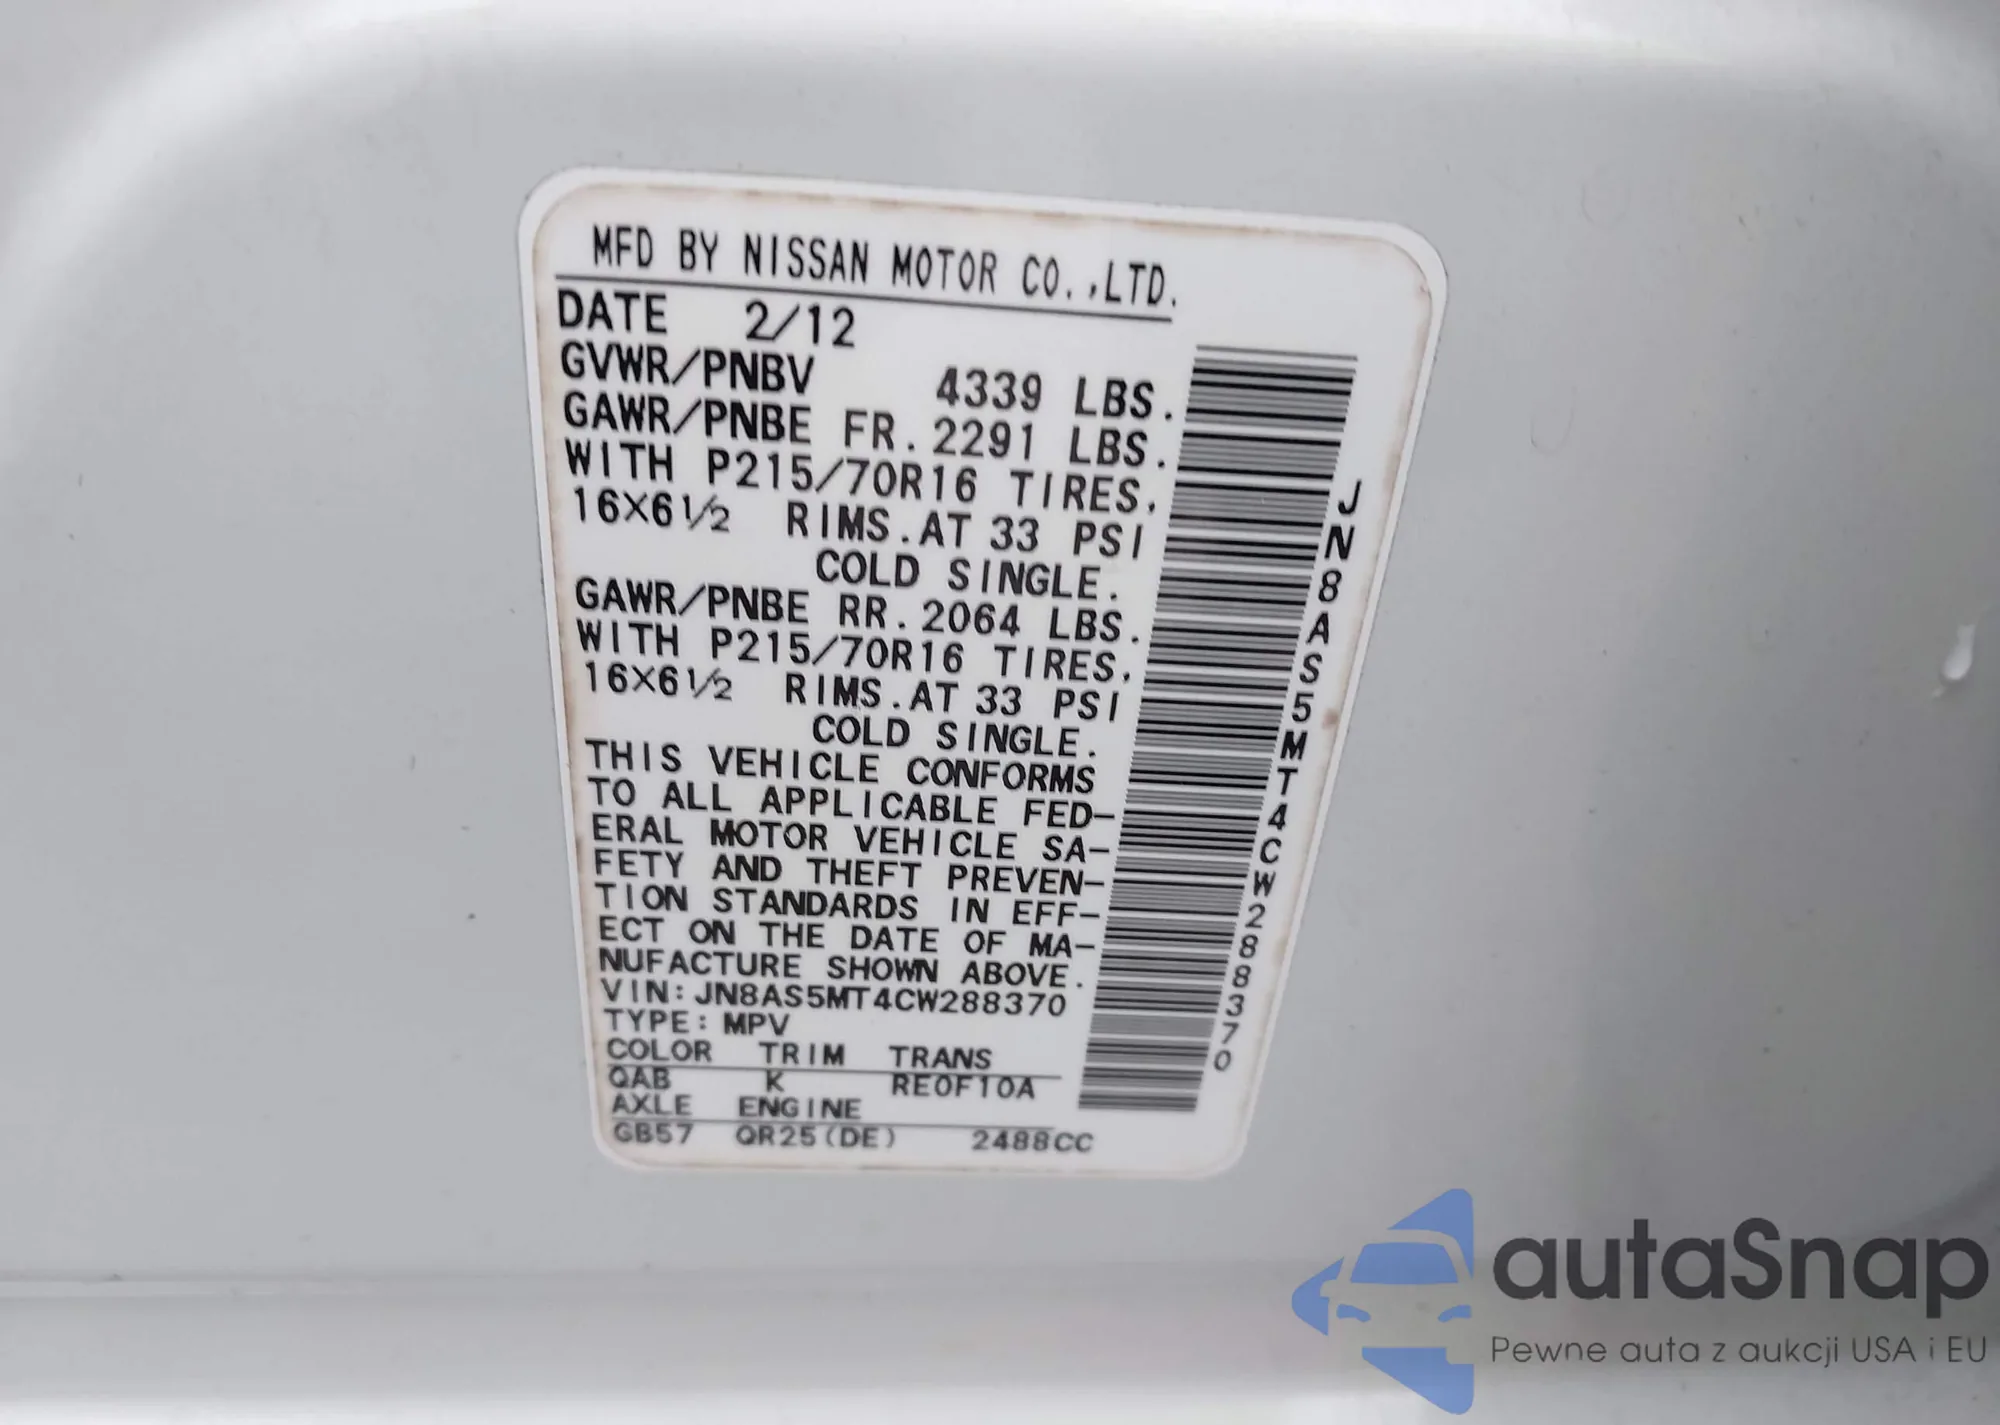 MFD BY NISSAN MOTOR CO.,LTD.
DATE 2/12
GVWR/PNBV 4339 LBS.
GAWR/PNBE FR. 2291 LBS.
WITH P215/70R16 TIRES.
16X6½ RIMS. AT 33 PSI
COLD SINGLE.
GAWR/PNBE RR. 2064 LBS.
WITH P215/70R16 TIRES.
16X6½ RIMS. AT 33 PSI
COLD SINGLE.
THIS VEHICLE CONFORMS
TO ALL APPLICABLE FED-
ERAL MOTOR VEHICLE SA-
FETY AND THEFT PREVEN-
TION STANDARDS IN EFF-
ECT ON THE DATE OF MA-
NUFACTURE SHOWN ABOVE.
VIN: JN8AS5MT4CW288370
TYPE: MPV
COLOR TRIM TRANS
QAB K RE0F10A
AXLE ENGINE
GB57 QR25(DE) 2488CC
JN8AS5MT4CW288370
autaSnap
Pewne auta z aukcji USA i EU